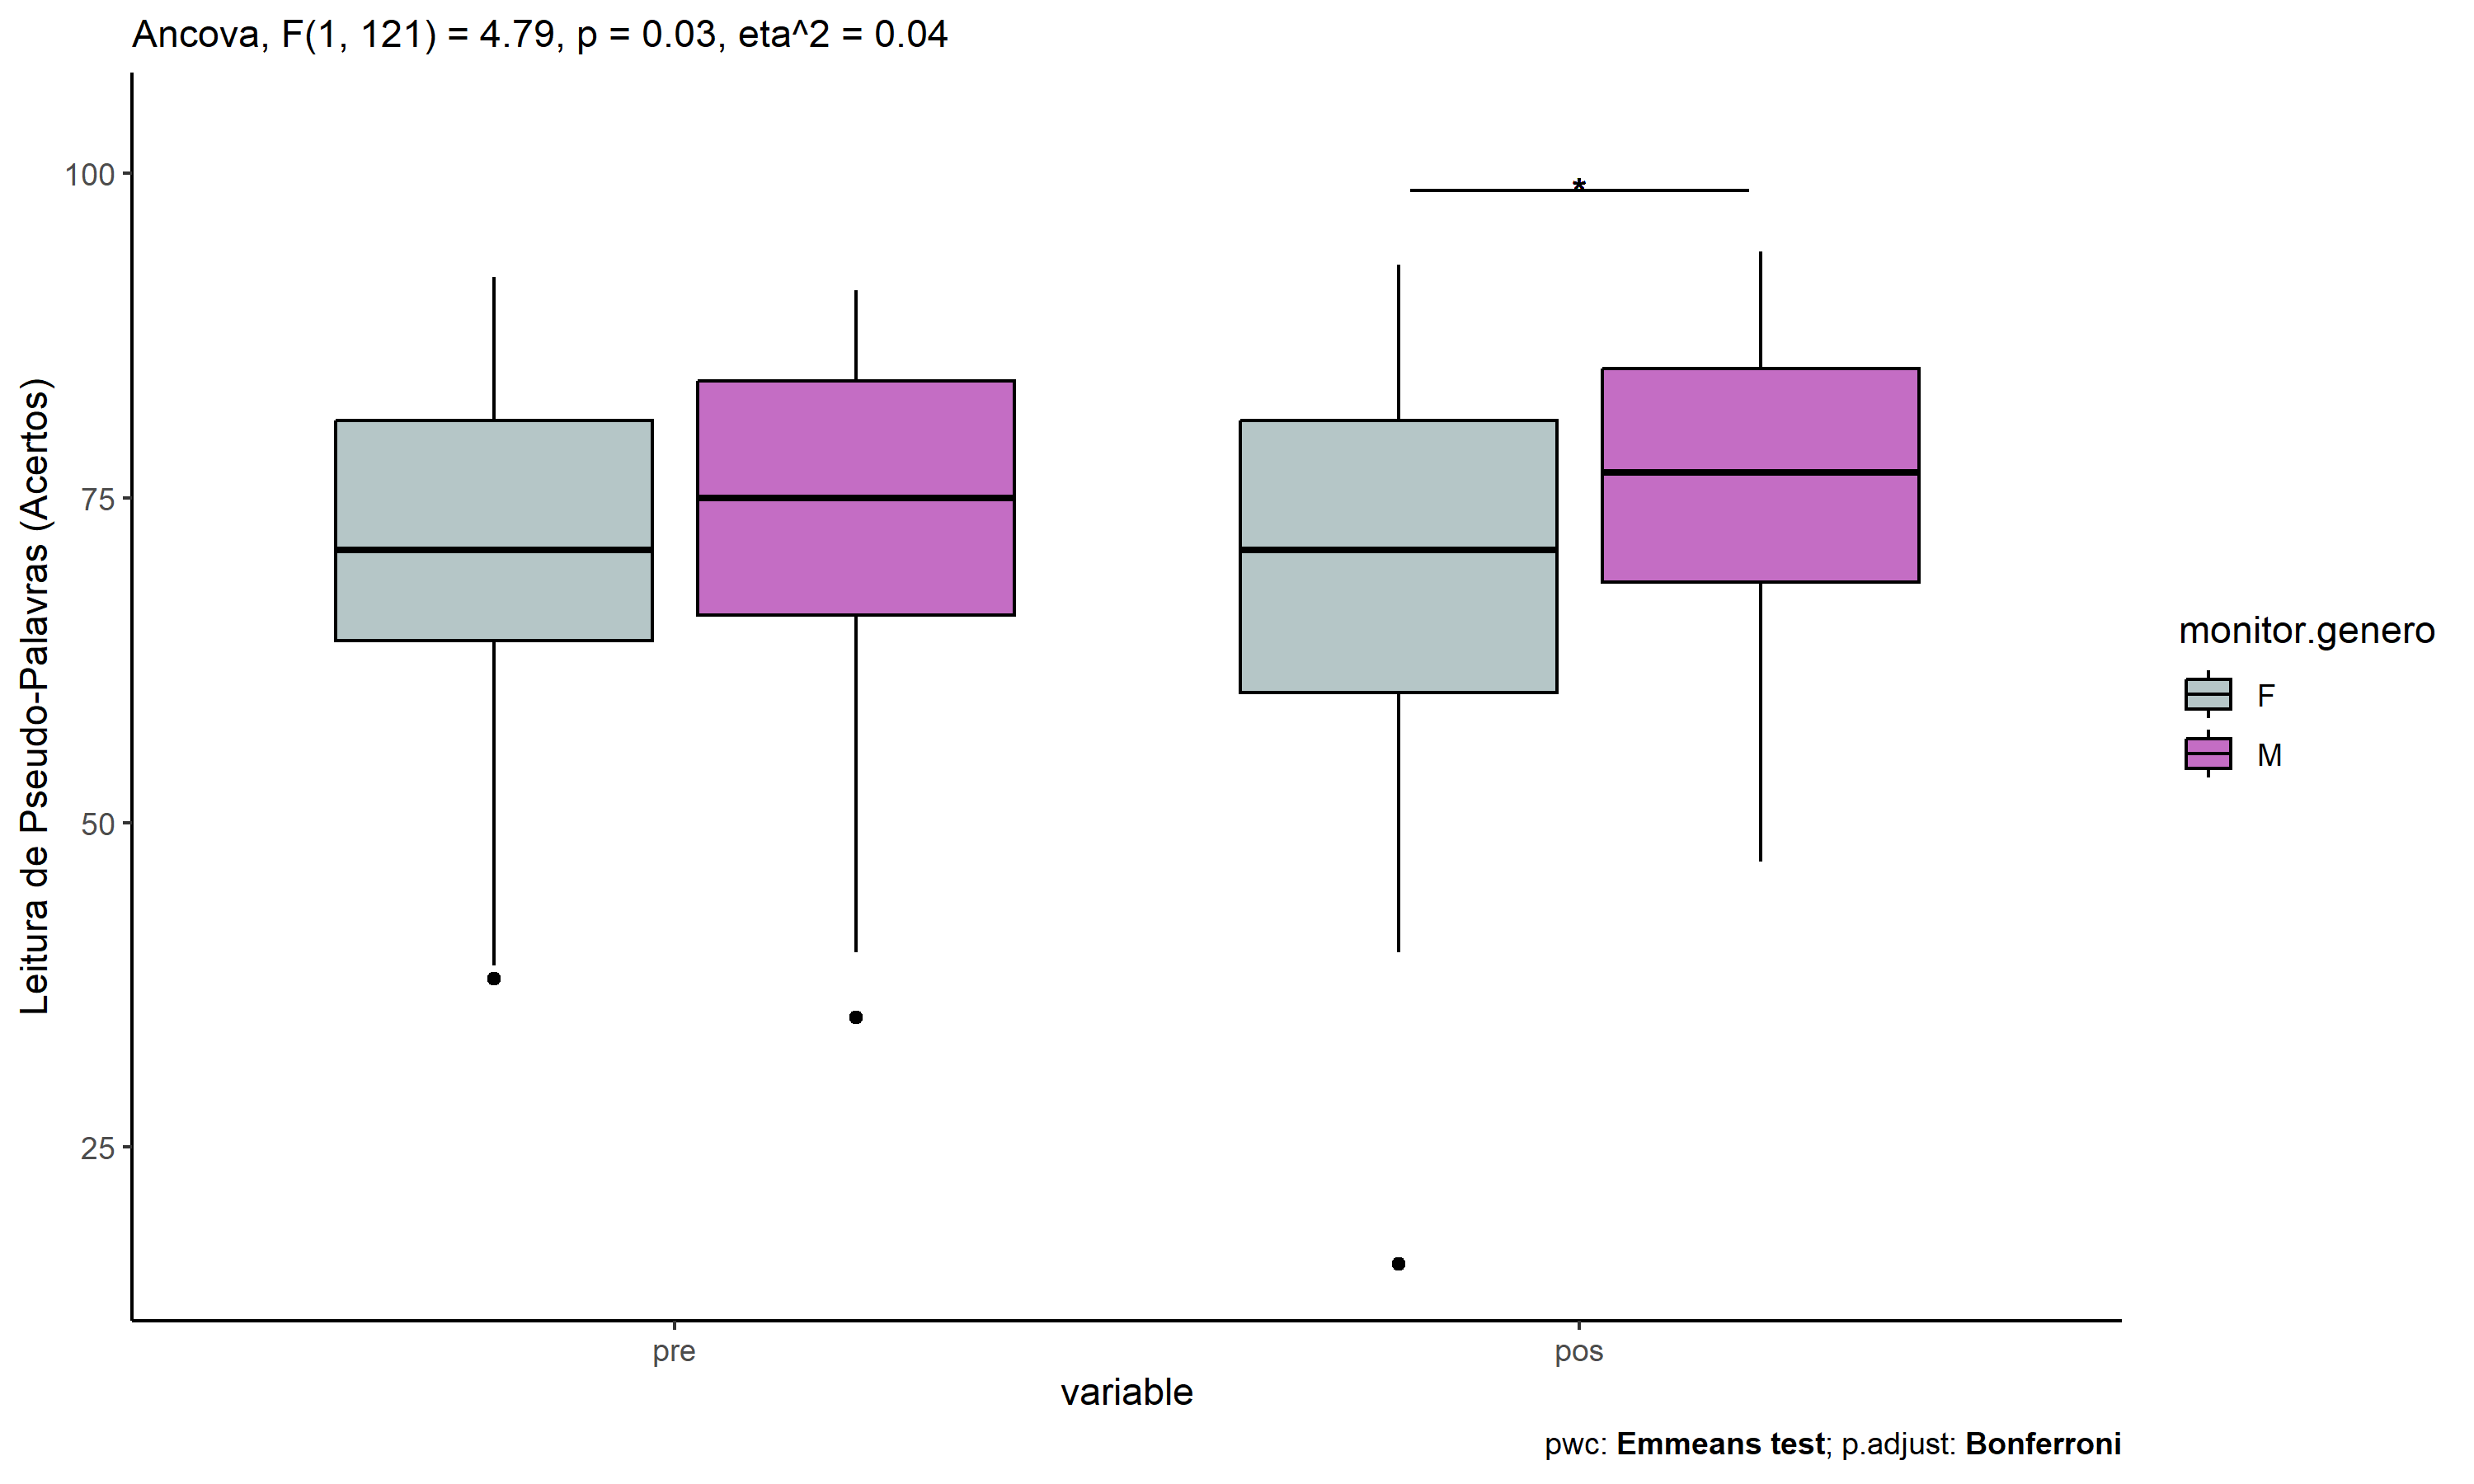 Ancova, F(1, 121) = 4.79, p = 0.03, eta^2 = 0.04
Leitura de Pseudo-Palavras (Acertos)
100
75
50
25
*
pre
pos
variable
monitor.genero
F
M
pwc: Emmeans test; p.adjust: Bonferroni